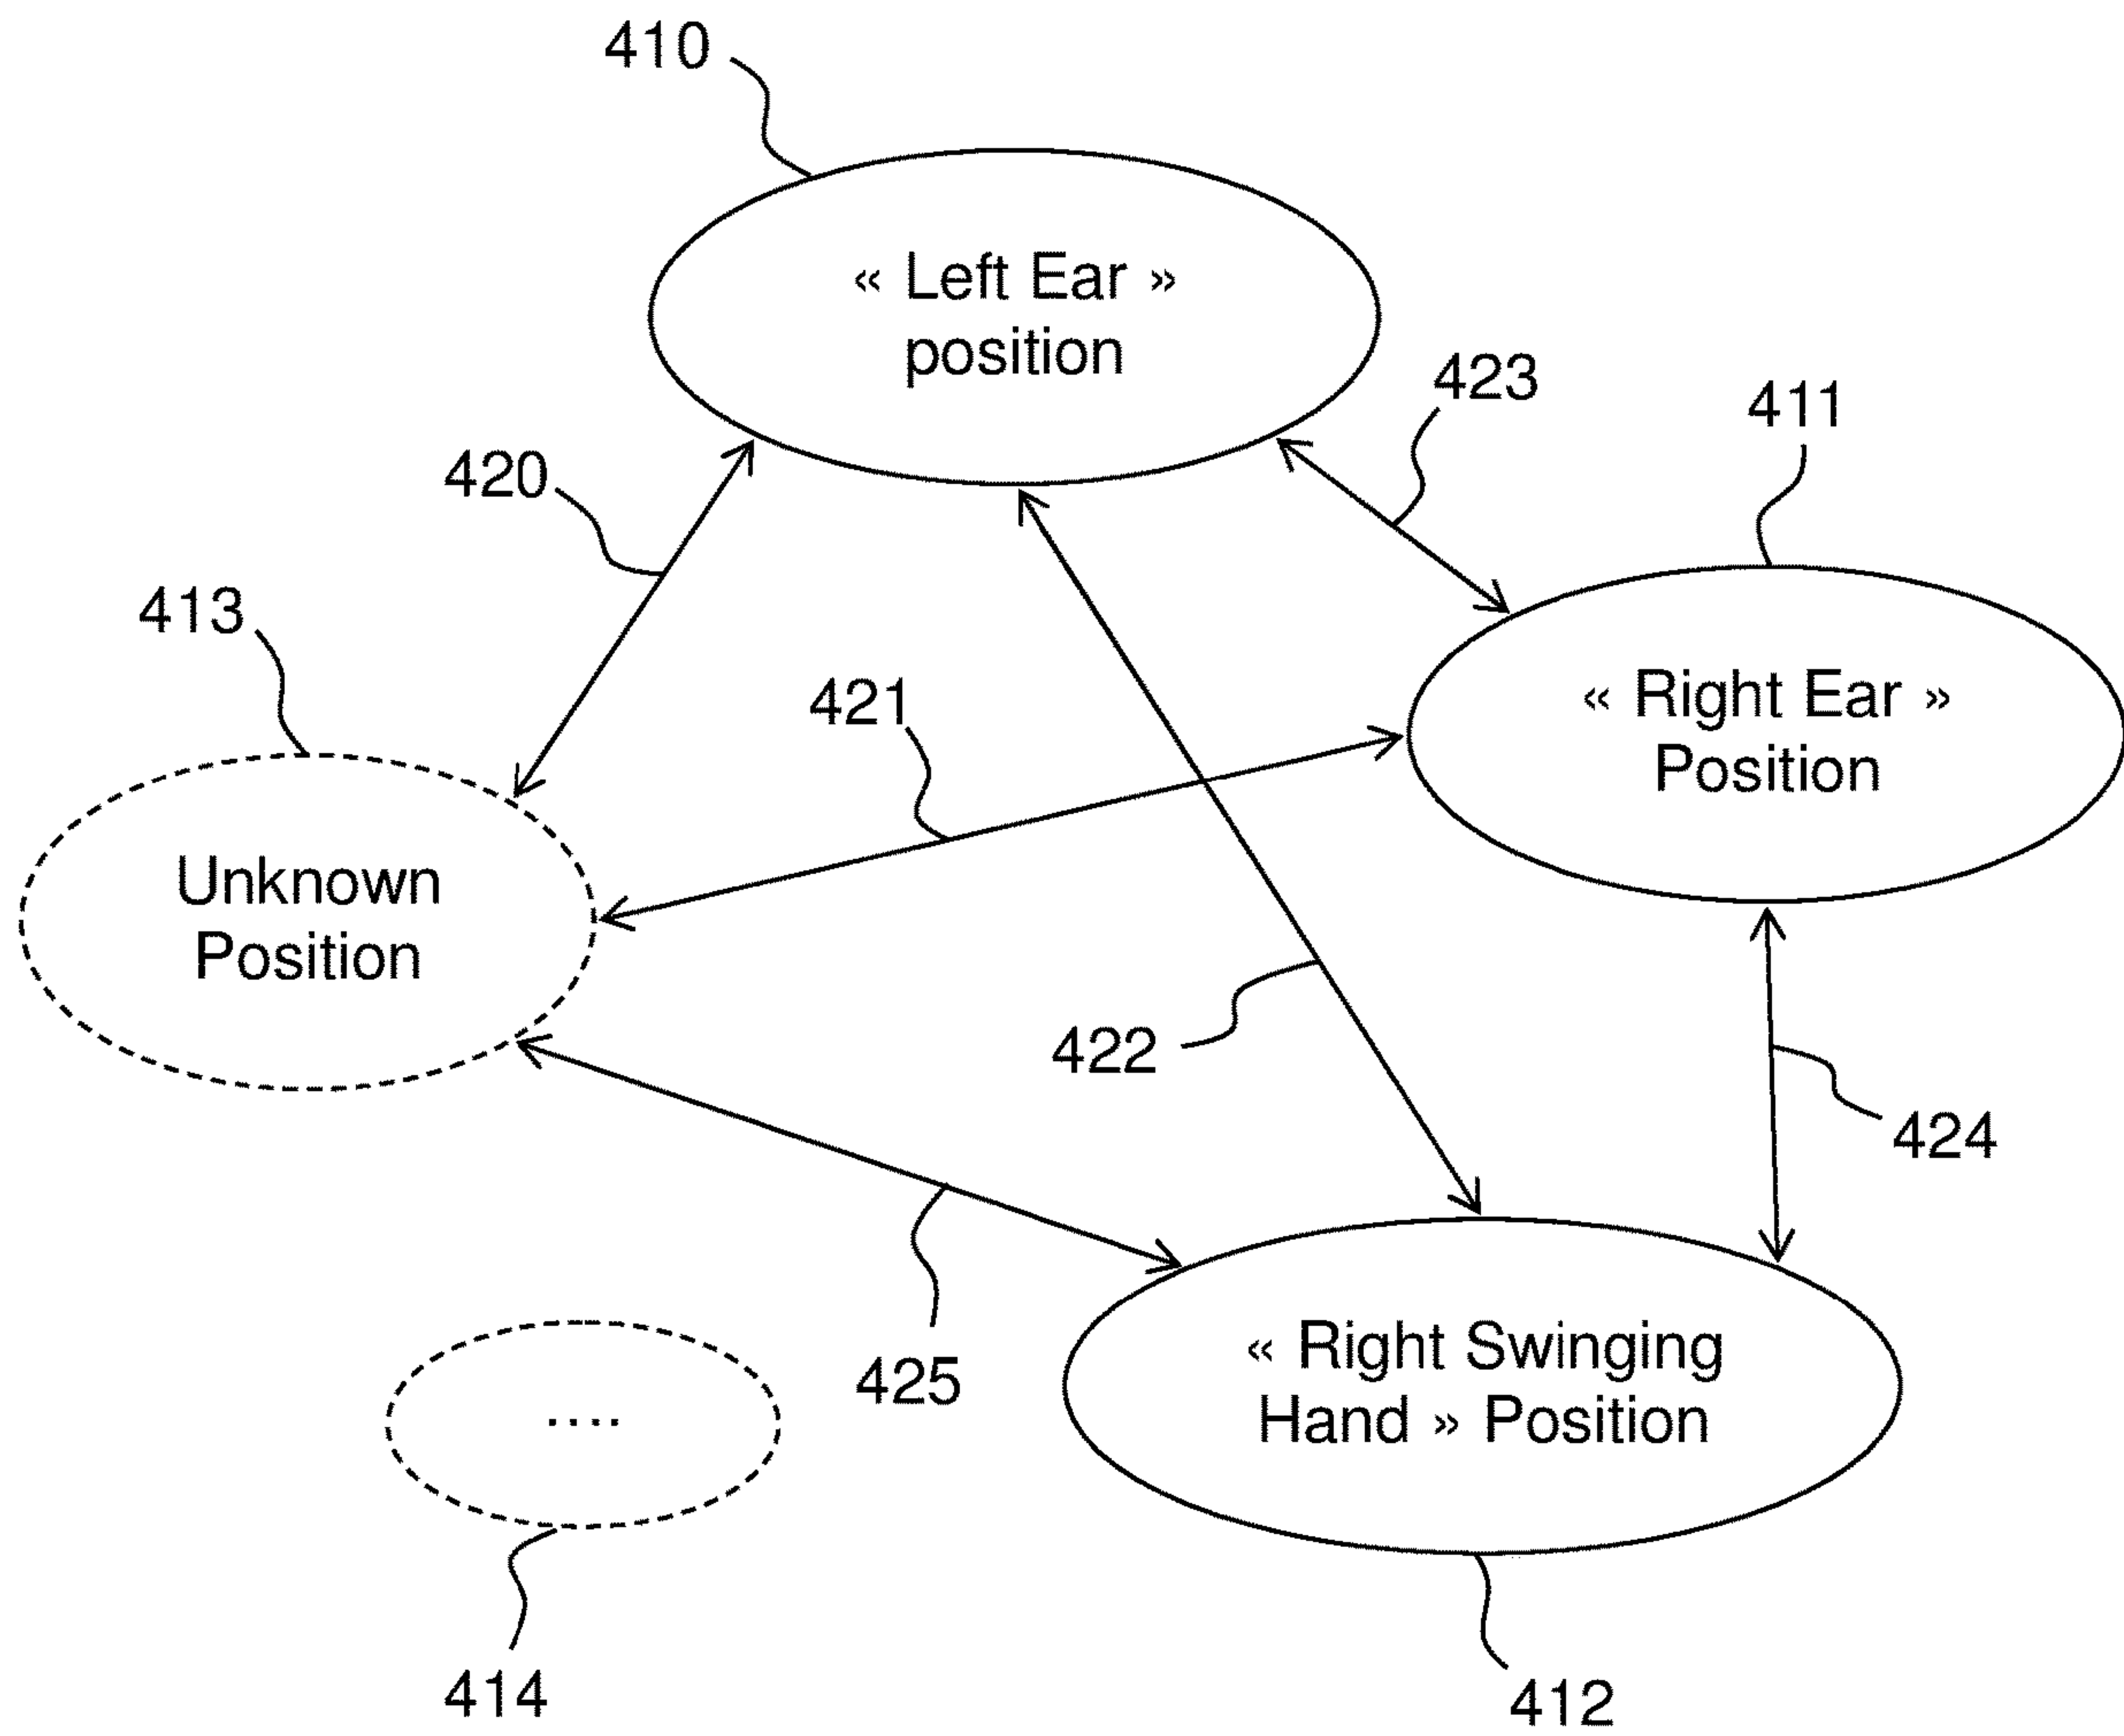 410
« Left Ear »
position
423
411
420
413
421
« Right Ear »
Position
Unknown
Position
422
424
« Right Swinging
Hand » Position
425
....
414
412